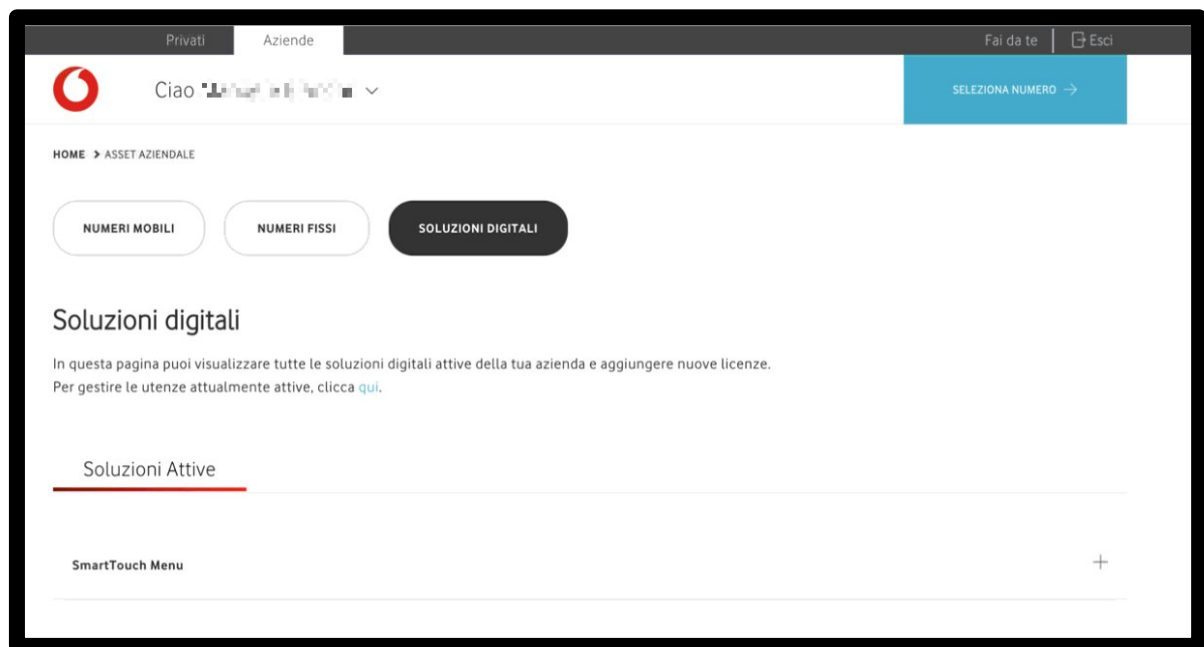 Privati Aziende Fai da te Esci
Ciao SELEZIONA NUMERO →
HOME > ASSET AZIENDALE
NUMERI MOBILI NUMERI FISSI SOLUZIONI DIGITALI
Soluzioni digitali
In questa pagina puoi visualizzare tutte le soluzioni digitali attive della tua azienda e aggiungere nuove licenze.
Per gestire le utenze attualmente attive, clicca qui.
Soluzioni Attive
SmartTouch Menu +